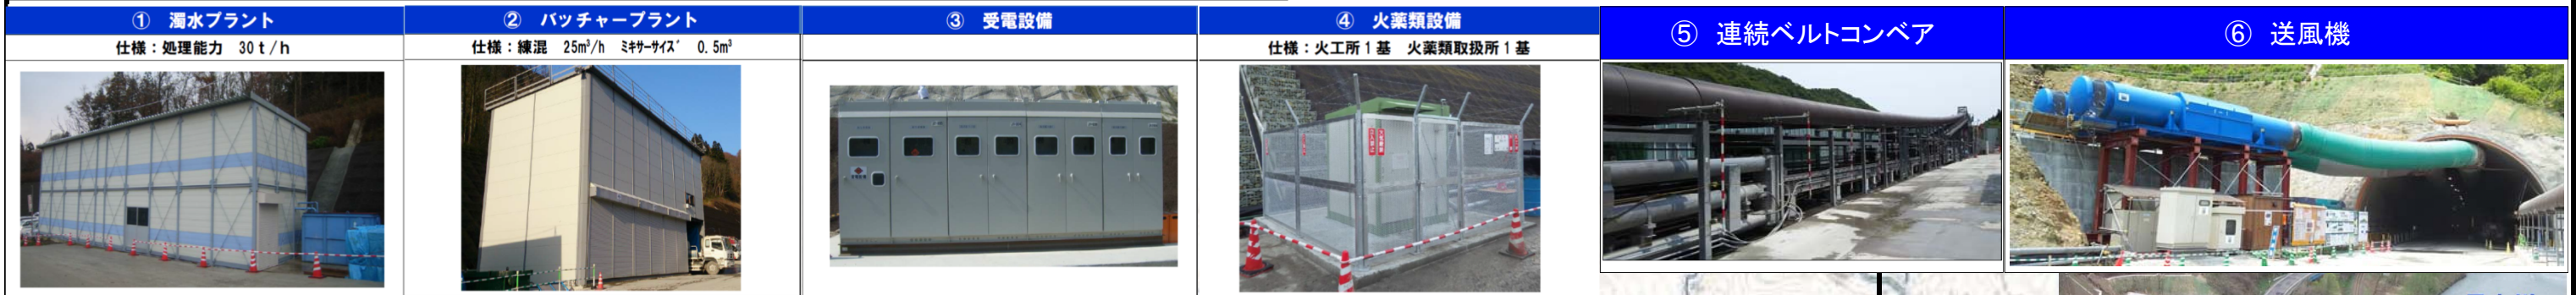 ① 濁水プラント
仕様：処理能力 30ｔ/ｈ
② バッチャープラント
仕様：練混 25m³/h ﾐｷｻｰｻｲｽﾞ 0.5m³
③ 受電設備
④ 火薬類設備
仕様：火工所１基 火薬類取扱所１基
⑤ 連続ベルトコンベア
⑥ 送風機